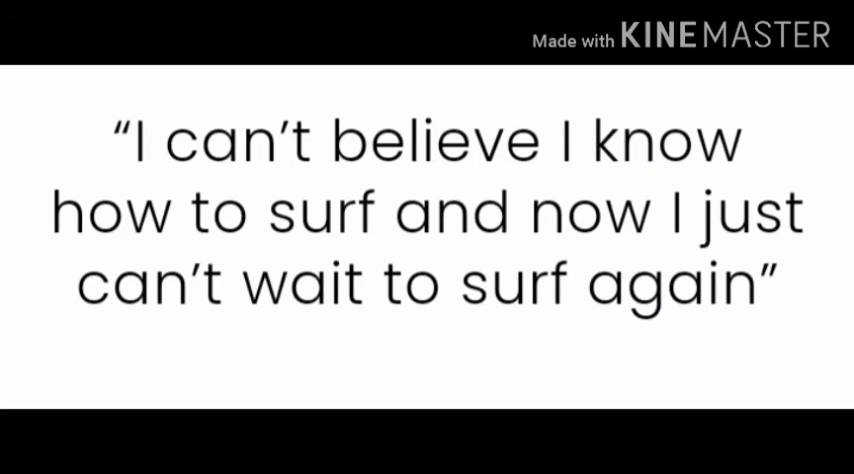 Made with KINEMASTER
“I can’t believe I know
how to surf and now I just
can’t wait to surf again”